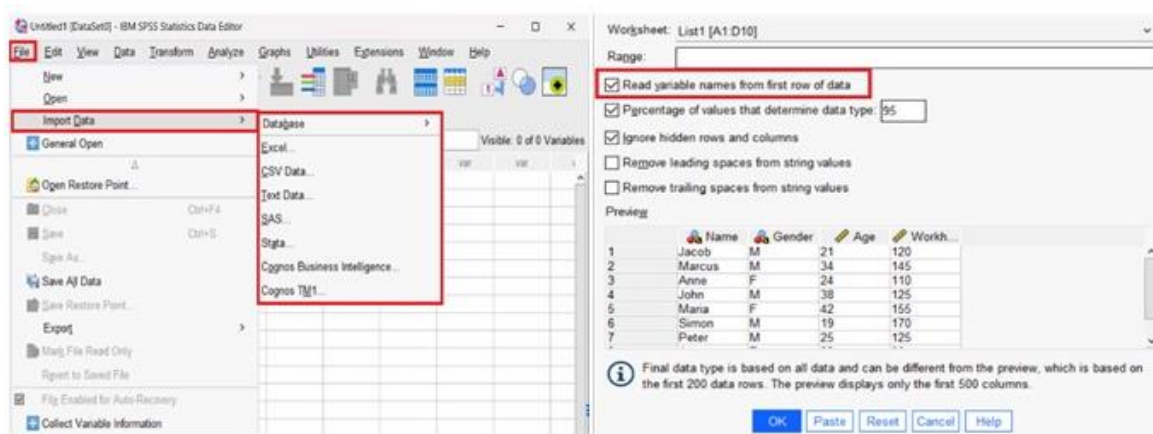 Untitled1 [DataSet0] - IBM SPSS Statistics Data Editor
File Edit View Data Transform Analyze Graphs Utilities Extensions Window Help
New
Open
Import Data
General Open
Open Restore Point...
Close Ctrl+F4
Save Ctrl+S
Save As...
Save All Data
Save Restore Point...
Export
Mark File Read Only
Revert to Saved File
File Enabled for Auto-Recovery
Collect Variable Information
Database
Excel...
CSV Data...
Text Data...
SAS...
Stata...
Cognos Business Intelligence...
Cognos TM1...
Visible: 0 of 0 Variables
var var
Worksheet: List1 [A1:D10]
Range:
Read variable names from first row of data
Percentage of values that determine data type: 95
Ignore hidden rows and columns
Remove leading spaces from string values
Remove trailing spaces from string values
Preview
Name Gender Age Workh...
1 Jacob M 21 120
2 Marcus M 34 145
3 Anne F 24 110
4 John M 38 125
5 Maria F 42 155
6 Simon M 19 170
7 Peter M 25 125
Final data type is based on all data and can be different from the preview, which is based on
the first 200 data rows. The preview displays only the first 500 columns.
OK Paste Reset Cancel Help